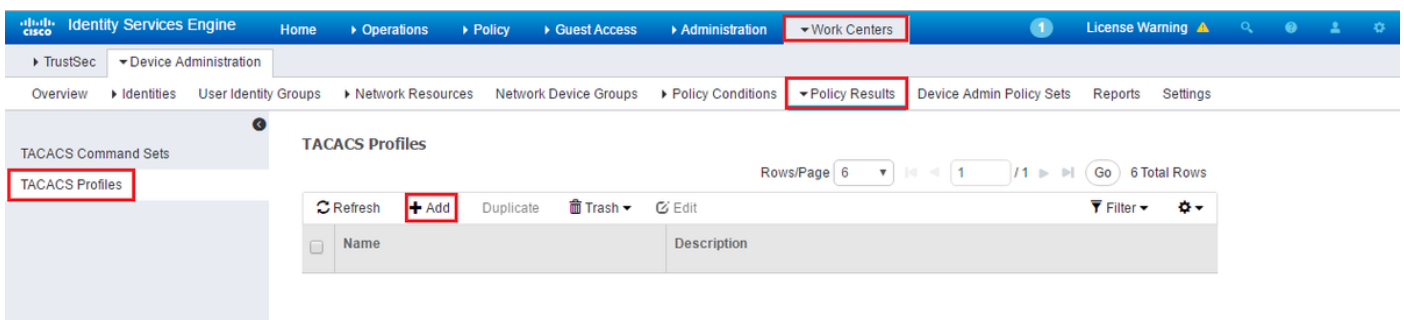 cisco Identity Services Engine Home Operations Policy Guest Access Administration Work Centers 1 License Warning
TrustSec Device Administration
Overview Identities User Identity Groups Network Resources Network Device Groups Policy Conditions Policy Results Device Admin Policy Sets Reports Settings
TACACS Command Sets
TACACS Profiles
TACACS Profiles
Rows/Page 6 1 / 1 Go 6 Total Rows
Refresh Add Duplicate Trash Edit Filter
Name Description